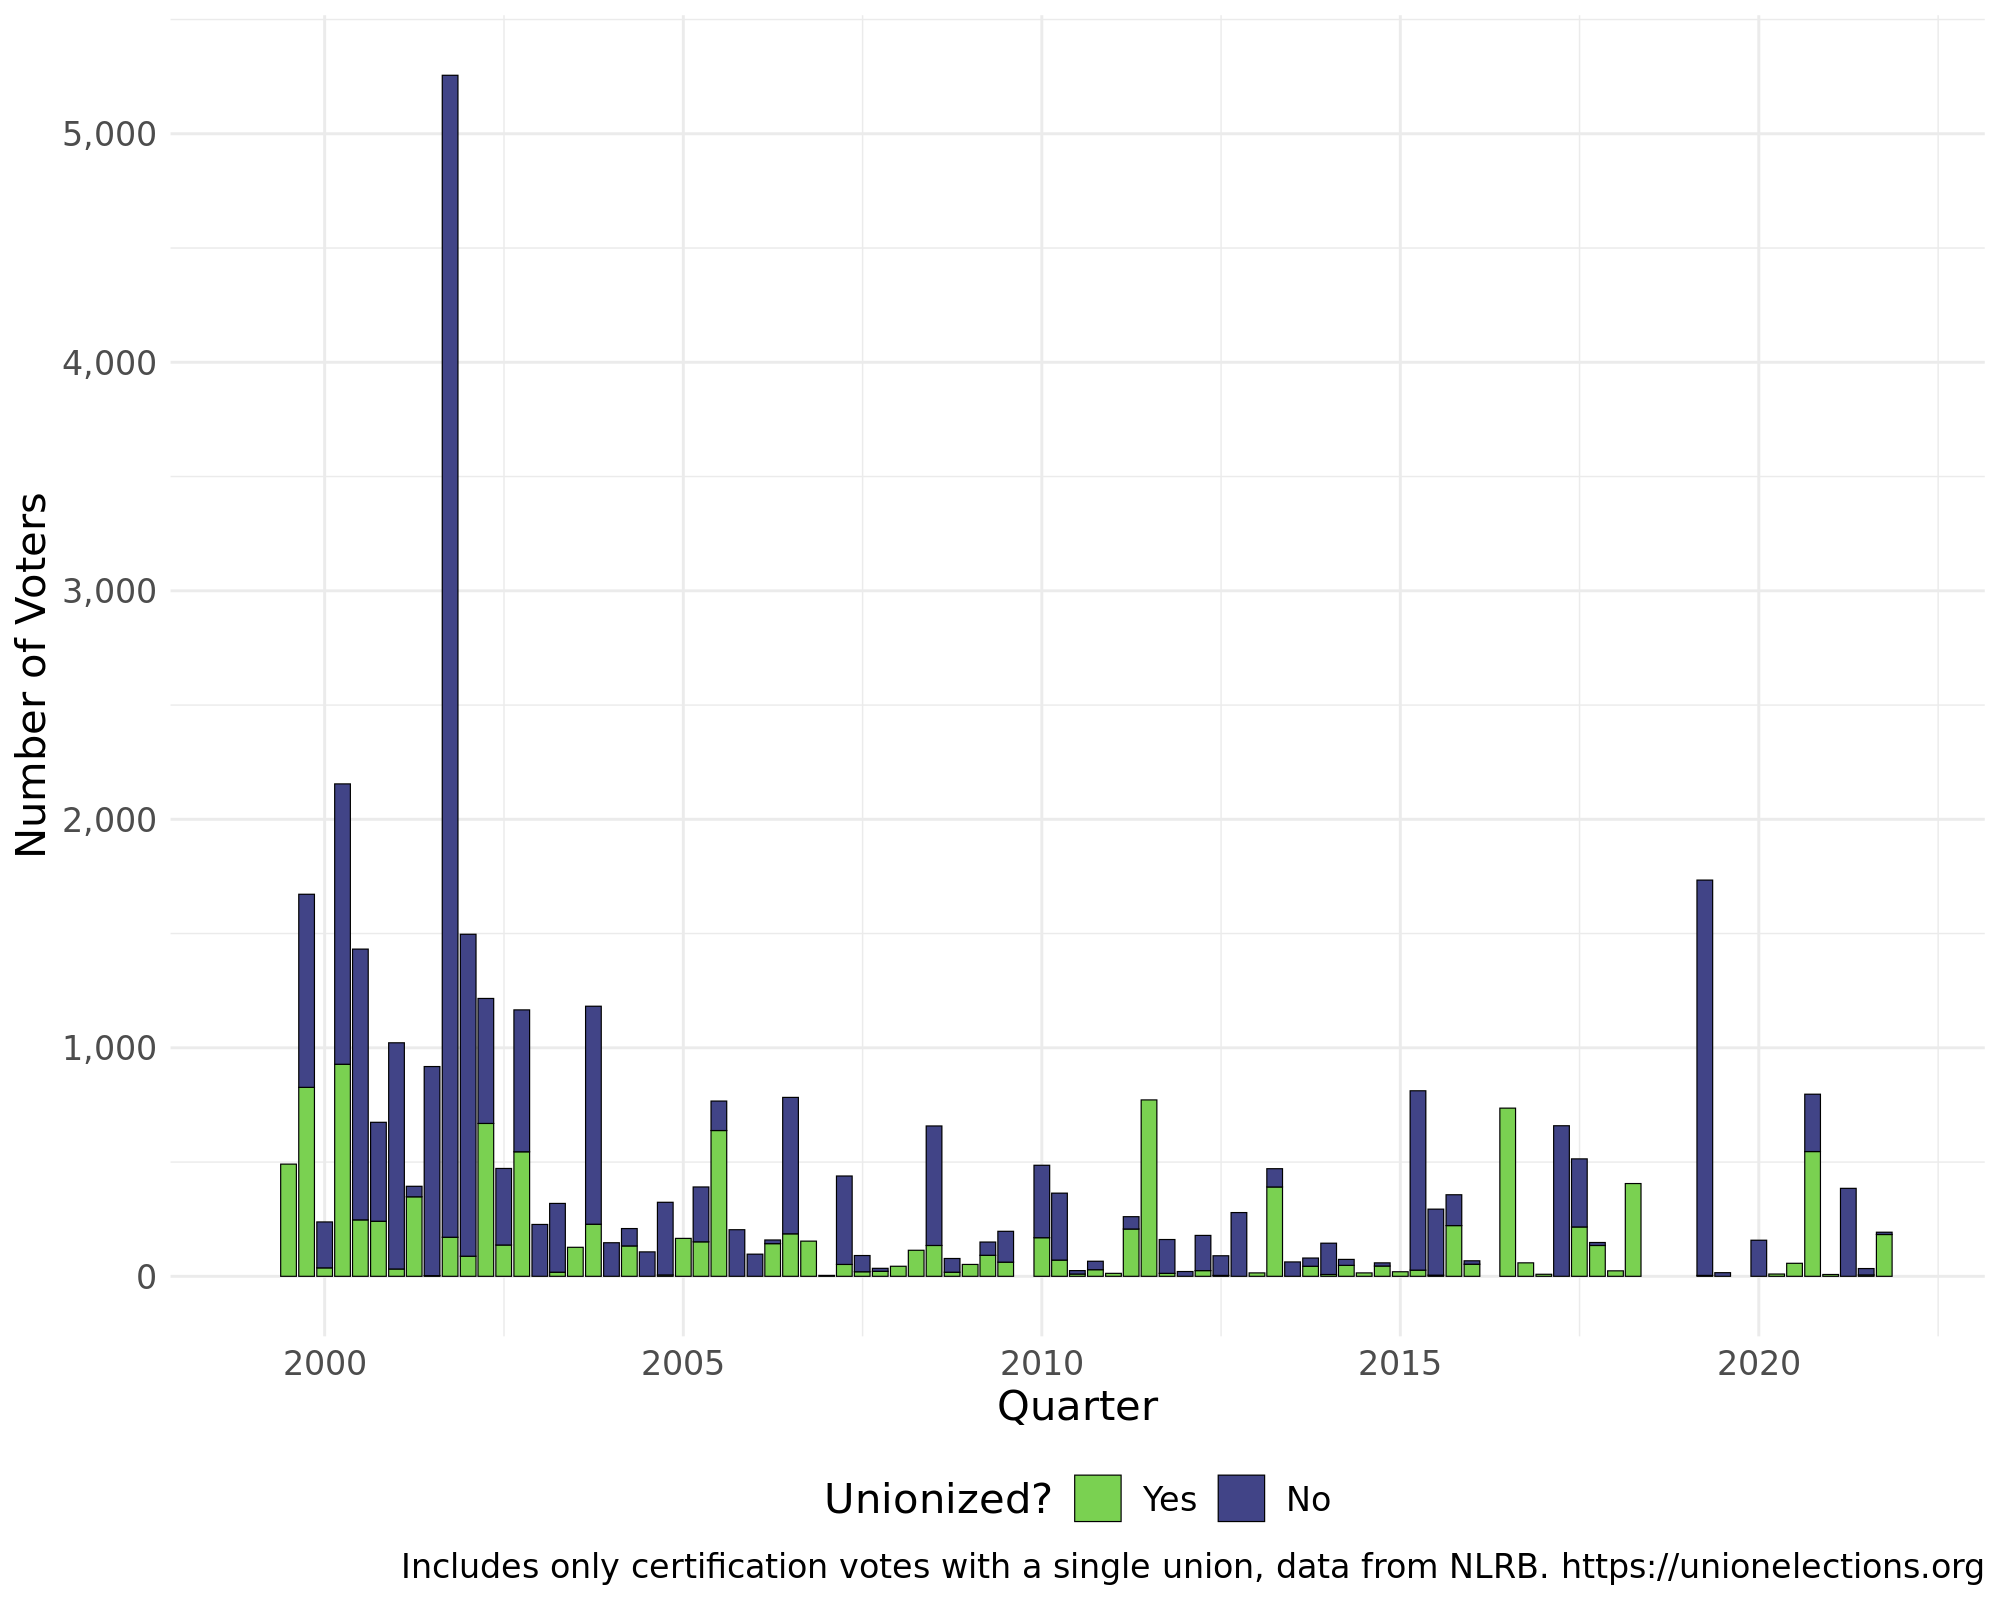 5,000
4,000
3,000
2,000
1,000
0
Number of Voters
2000 2005 2010 2015 2020
Quarter
Unionized? Yes No
Includes only certification votes with a single union, data from NLRB. https://unionelections.org